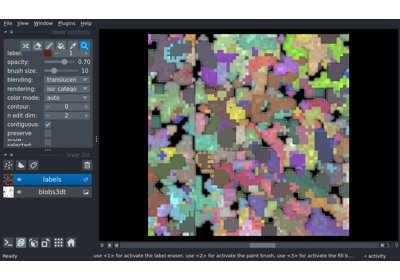 File View Window Plugins Help
layer controls
label: 1
opacity: 0.70
brush size: 10
blending: translucen
rendering: iso_catego
color mode: auto
contour: 0
n edit dim: 2
contiguous:
preserve
show
selected:
layer list
labels
blobs3dt
Ready
use <1> for activate the label eraser, use <2> for activate the paint brush, use <3> for activate the fill b...
activity